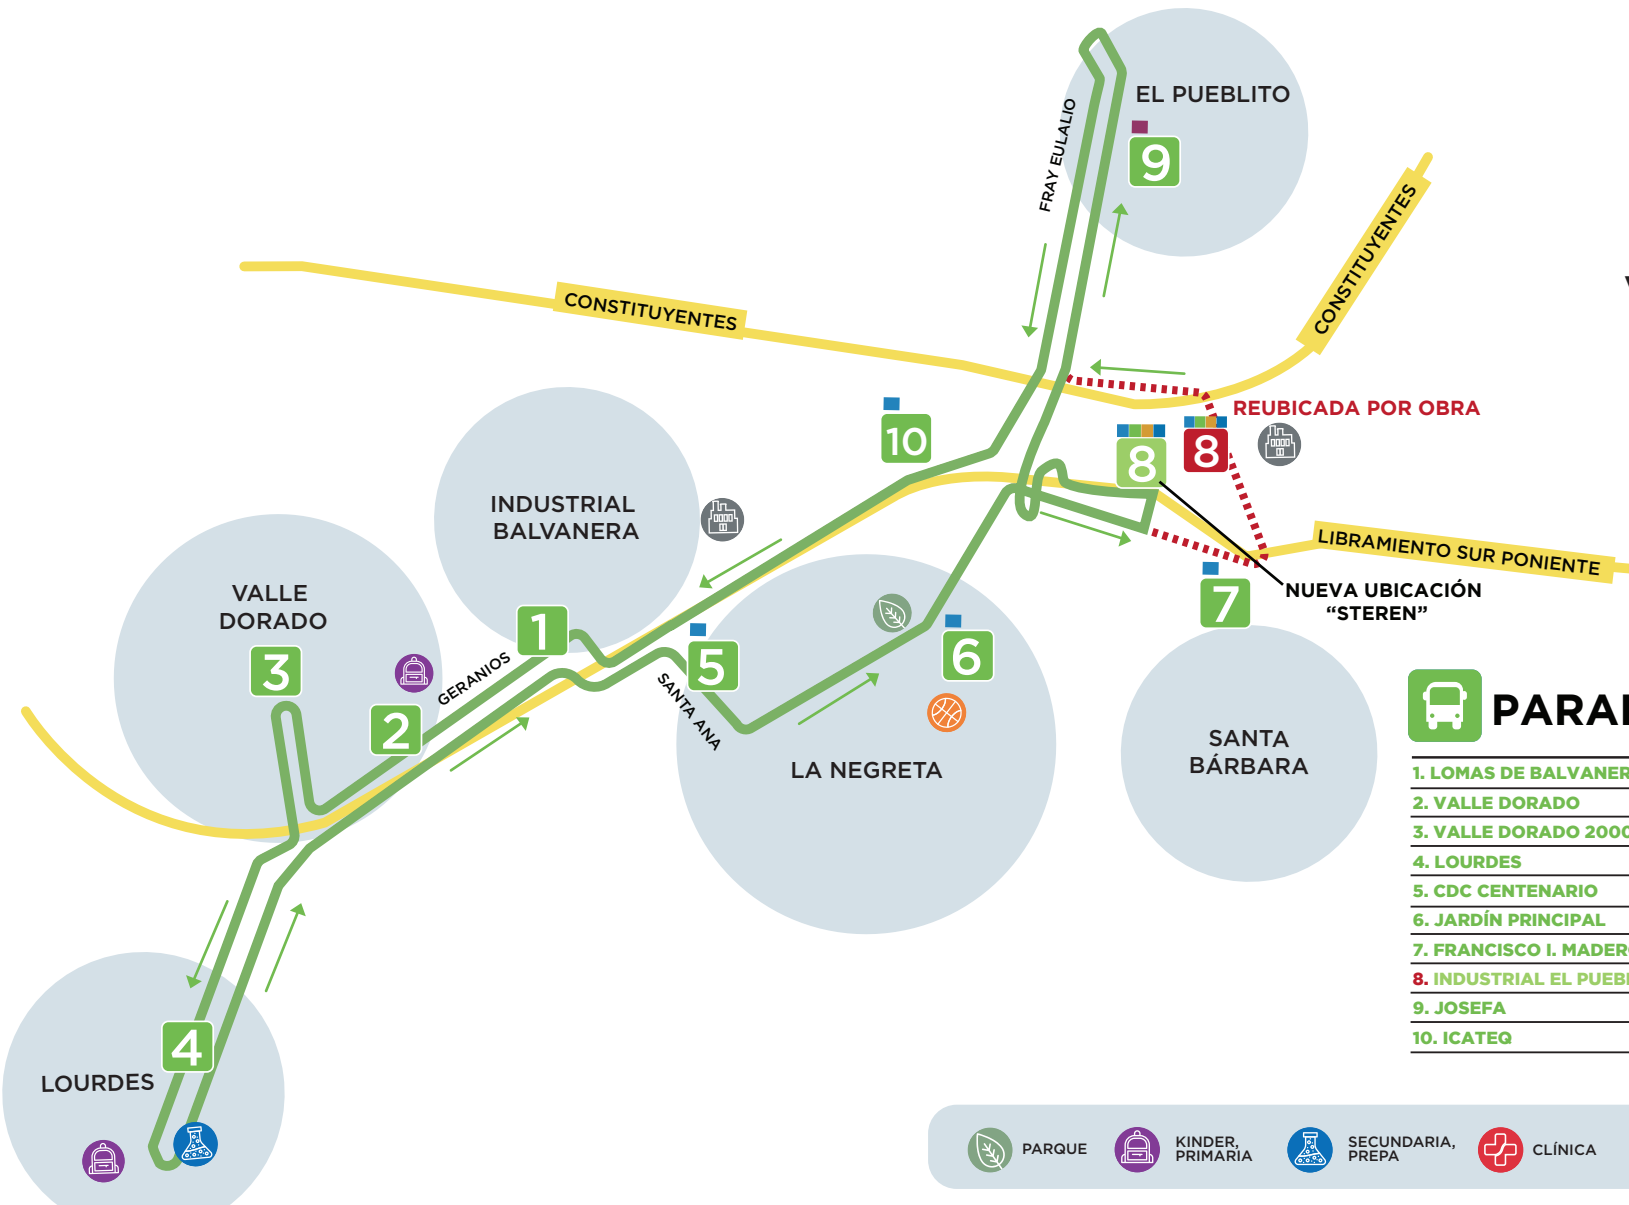 EL PUEBLITO
FRAY EULALIO
9
CONSTITUYENTES
CONSTITUYENTES
REUBICADA POR OBRA
10
8
8
INDUSTRIAL
BALVANERA
LIBRAMIENTO SUR PONIENTE
NUEVA UBICACIÓN
“STEREN”
7
VALLE
DORADO
3
1
GERANIOS
2
5
SANTA ANA
6
LA NEGRETA
SANTA
BÁRBARA
4
LOURDES
1. LOMAS DE BALVANER
2. VALLE DORADO
3. VALLE DORADO 2000
4. LOURDES
5. CDC CENTENARIO
6. JARDÍN PRINCIPAL
7. FRANCISCO I. MADERO
8. INDUSTRIAL EL PUEB
9. JOSEFA
10. ICATEQ
PARQUE
KINDER,
PRIMARIA
SECUNDARIA,
PREPA
CLÍNICA